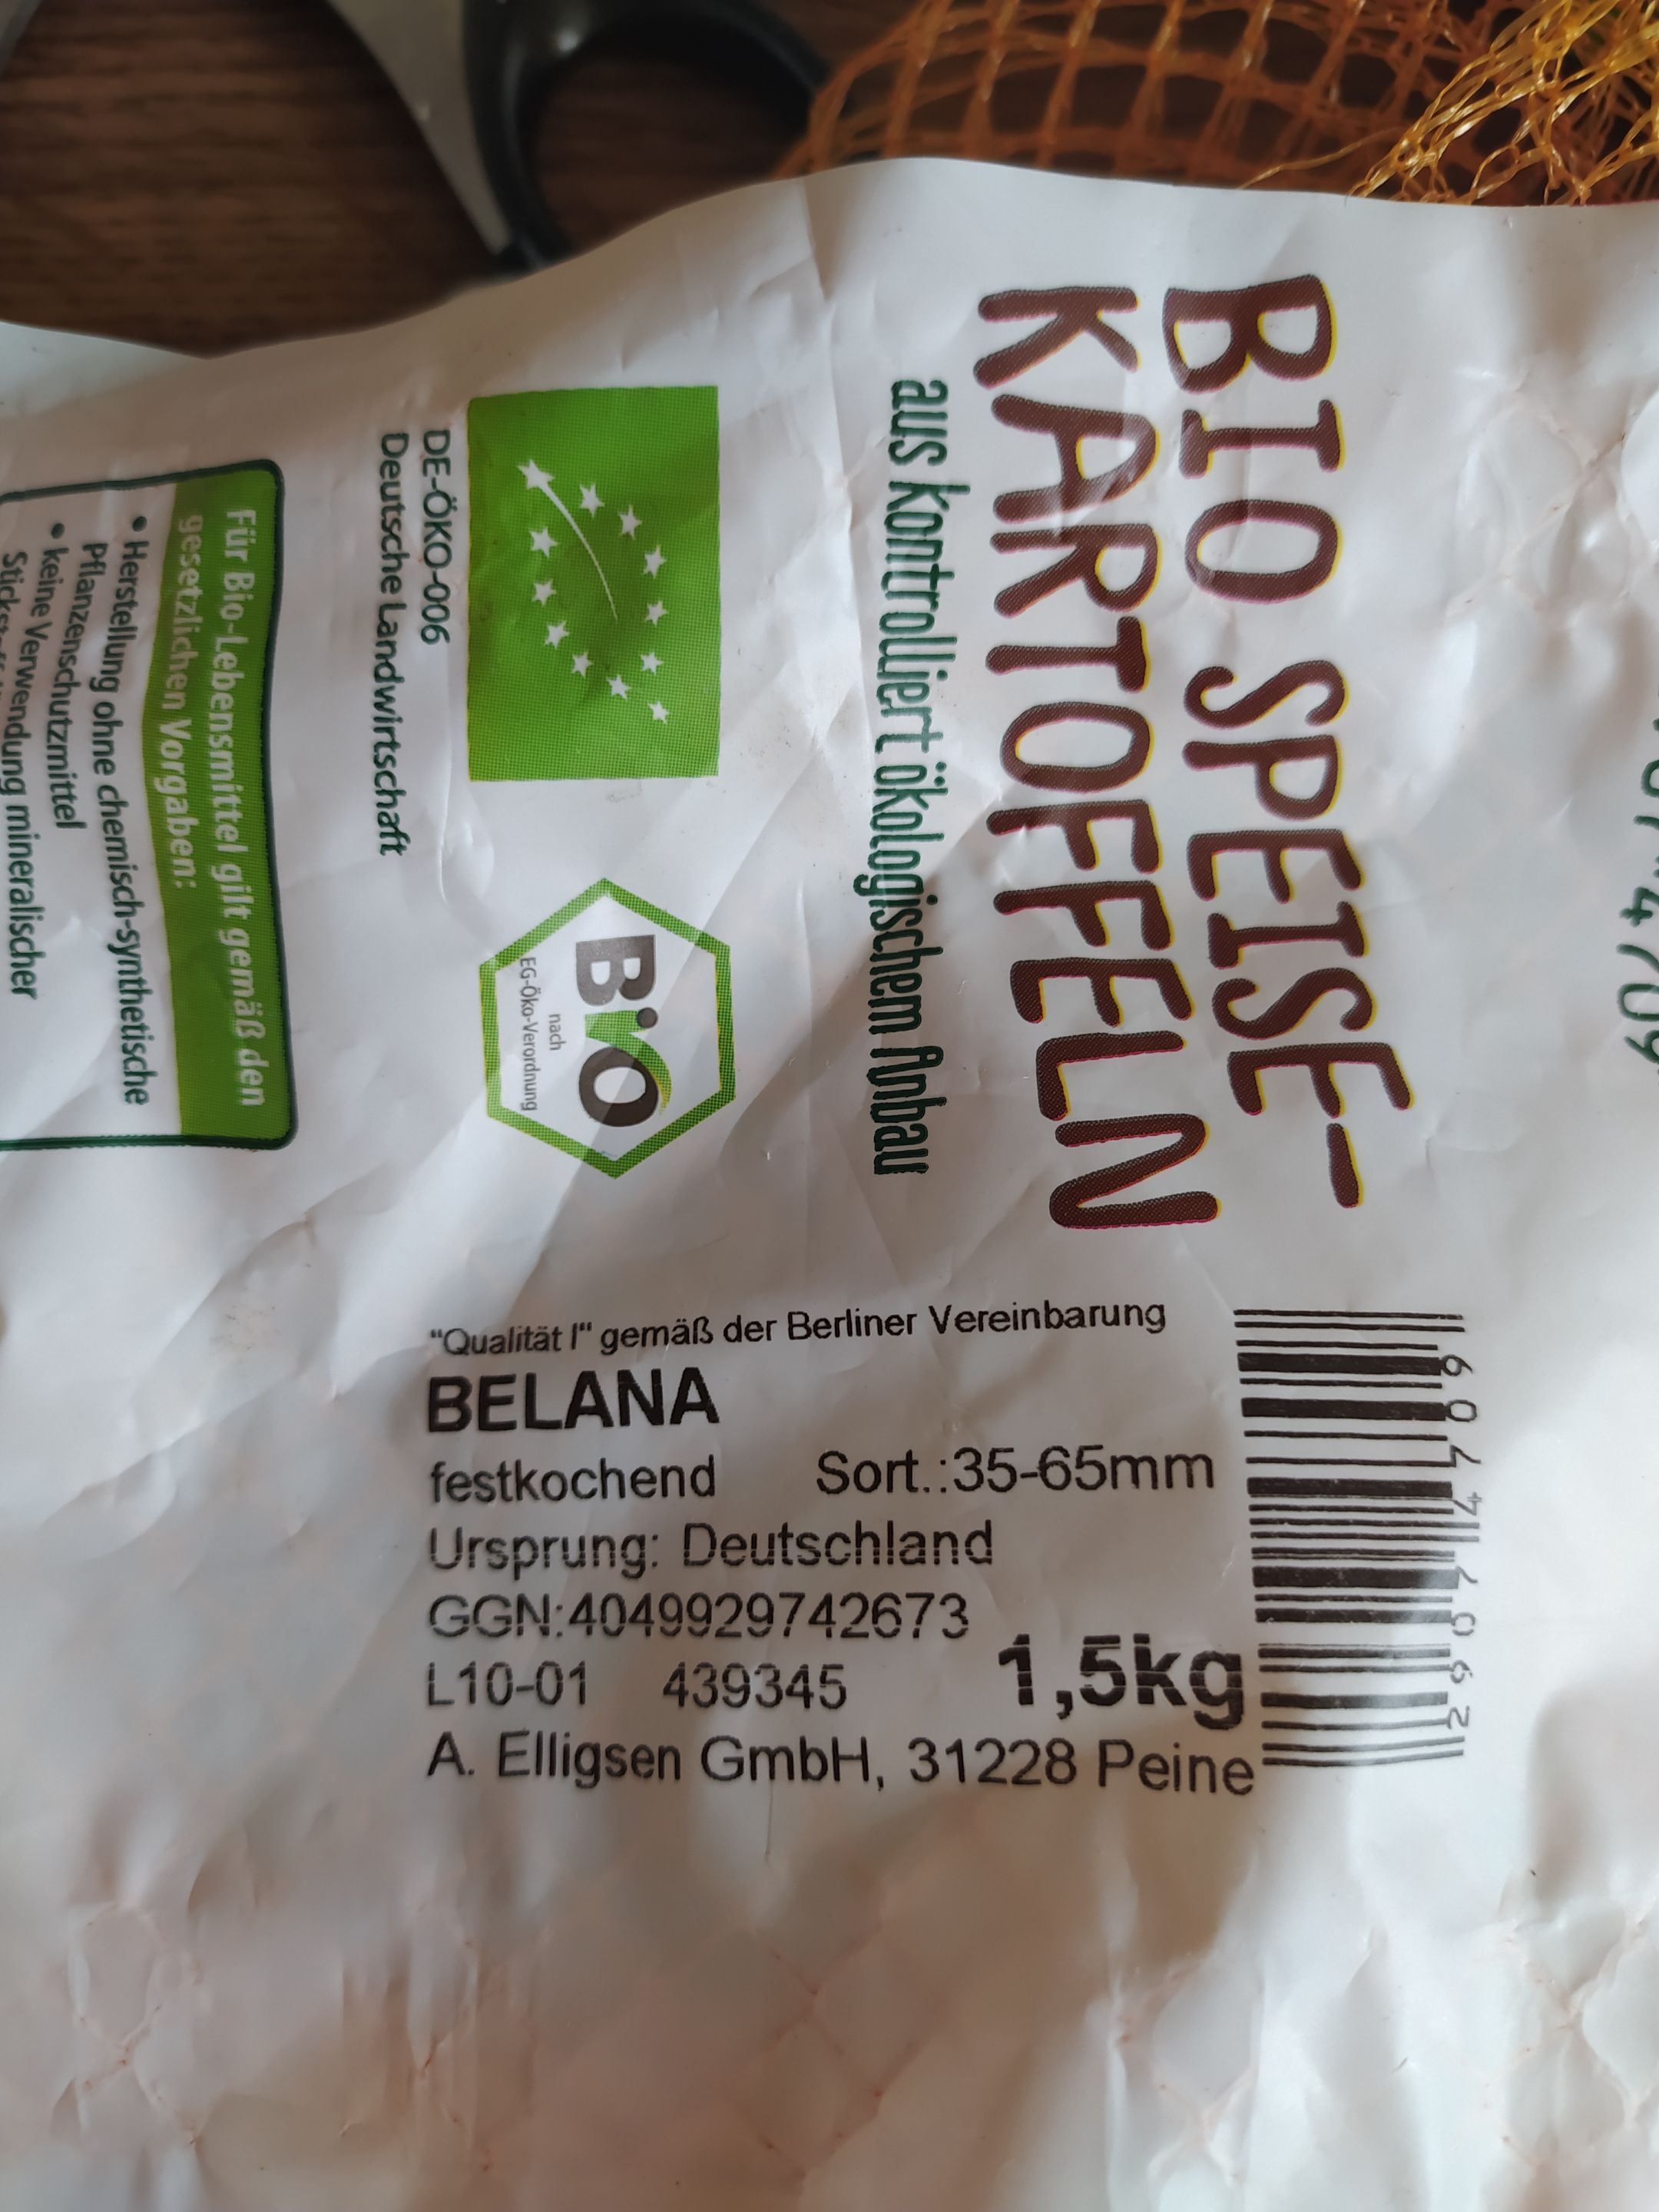 BIO SPEISE-
KARTOFFELN
aus kontrolliert ökologischem Anbau
DE-ÖKO-006
Deutsche Landwirtschaft
Bio
nach
EG-Öko-Verordnung
Für Bio-Lebensmittel gilt gemäß den
gesetzlichen Vorgaben:
• Herstellung ohne chemisch-synthetische
Pflanzenschutzmittel
• keine Verwendung mineralischer
"Qualität I" gemäß der Berliner Vereinbarung
BELANA
festkochend Sort.:35-65mm
Ursprung: Deutschland
GGN:4049929742673
L10-01 439345 1,5kg
A. Elligsen GmbH, 31228 Peine